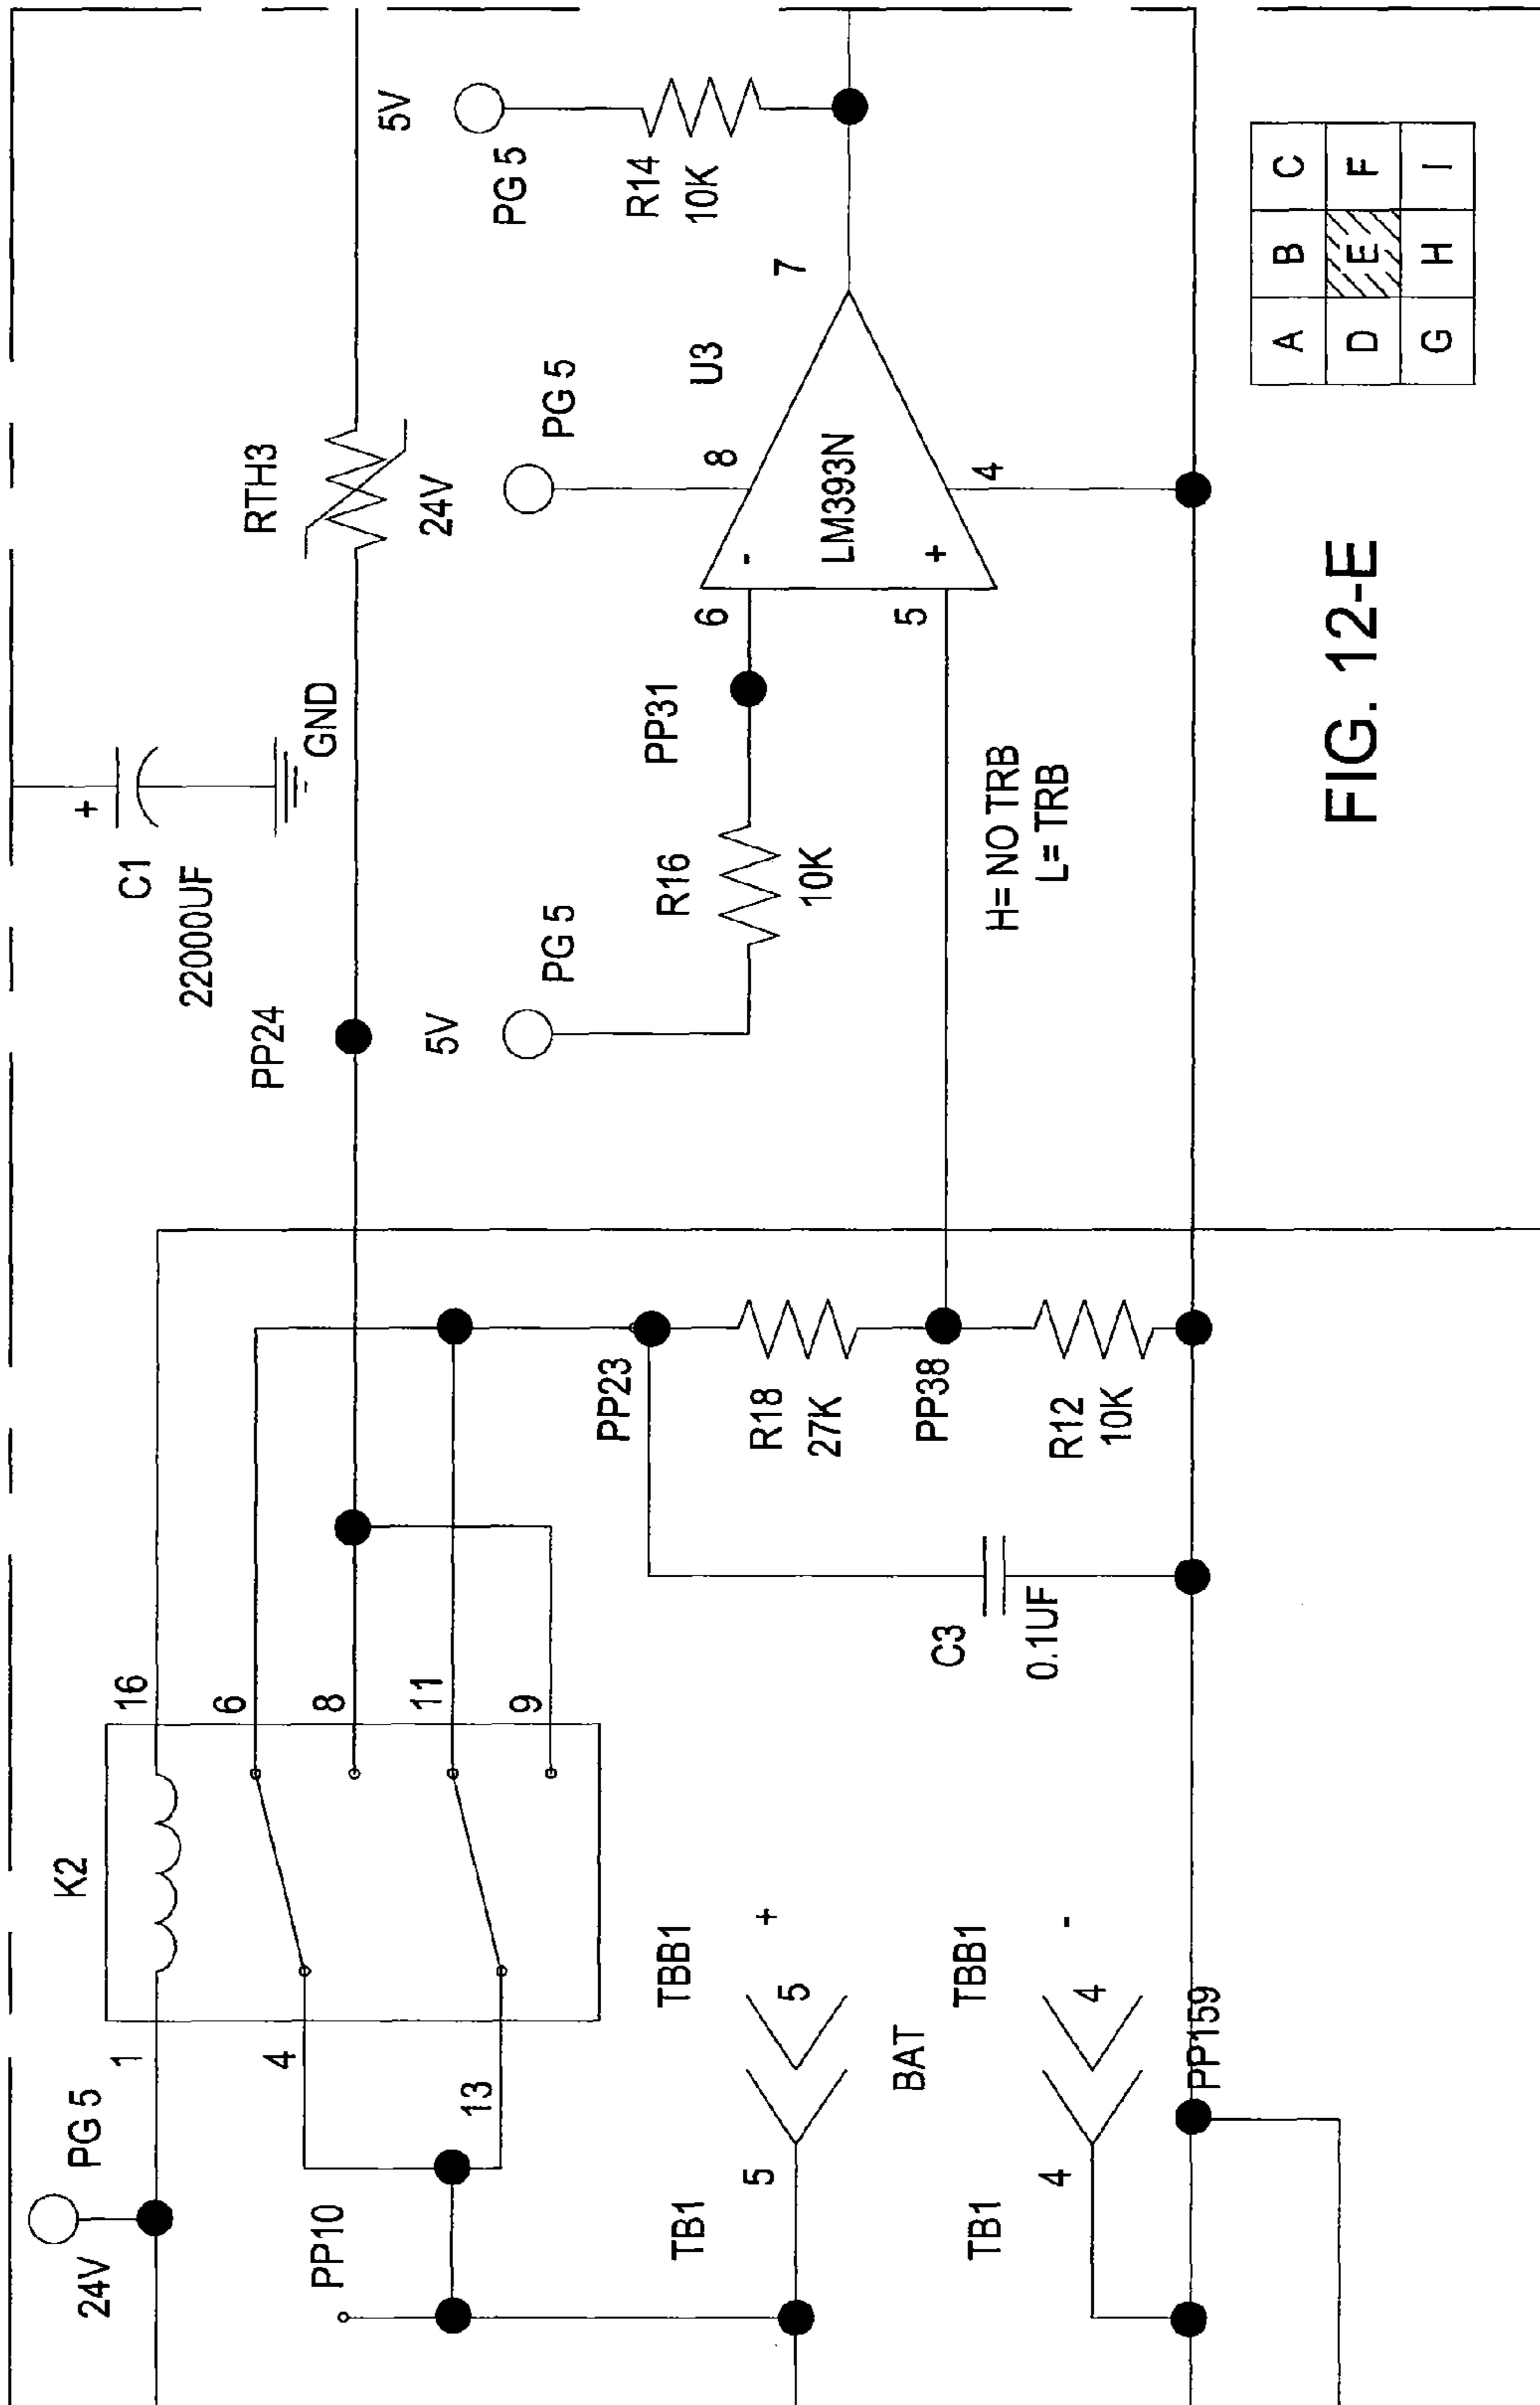 24V
PG 5
K2
1
16
4
6
8
13
11
9
PP10
PP24
C1
+
22000UF
GND
RTH3
24V
5V
PG 5
R14
10K
5V
PG 5
PG 5
8
U3
7
R16
10K
PP31
6
-
LM393N
5
+
4
H= NO TRB
L= TRB
PP23
R18
27K
PP38
R12
10K
C3
0.1UF
TB1
5
TBB1
5
+
BAT
TB1
4
TBB1
4
-
PP159
FIG. 12-E
A B C
D E F
G H I